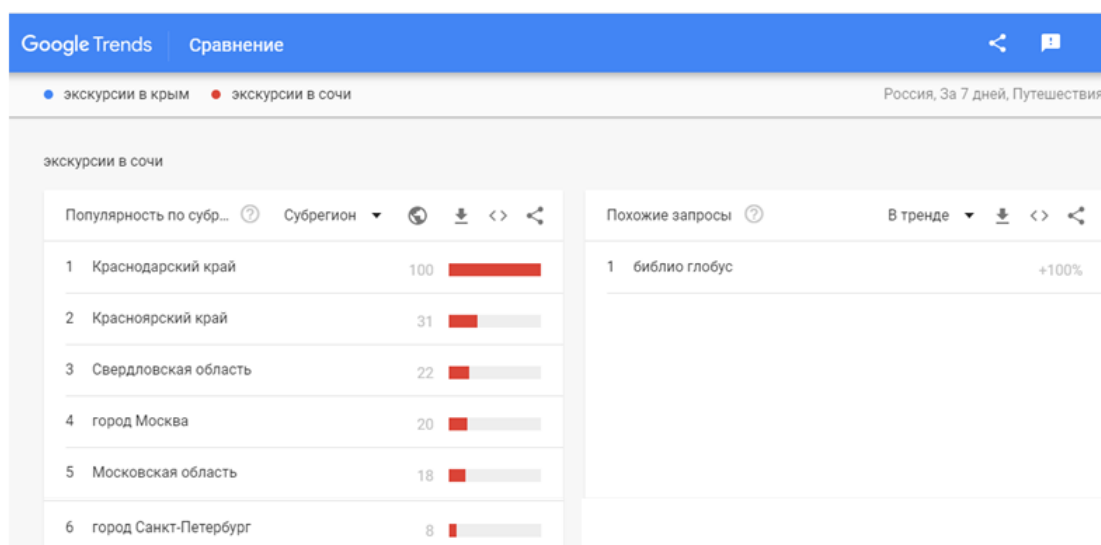 Google Trends Сравнение
экскурсии в крым экскурсии в сочи Россия, За 7 дней, Путешествия
экскурсии в сочи
Популярность по субр... Субрегион
1 Краснодарский край 100
2 Красноярский край 31
3 Свердловская область 22
4 город Москва 20
5 Московская область 18
6 город Санкт-Петербург 8
Похожие запросы В тренде
1 библио глобус +100%